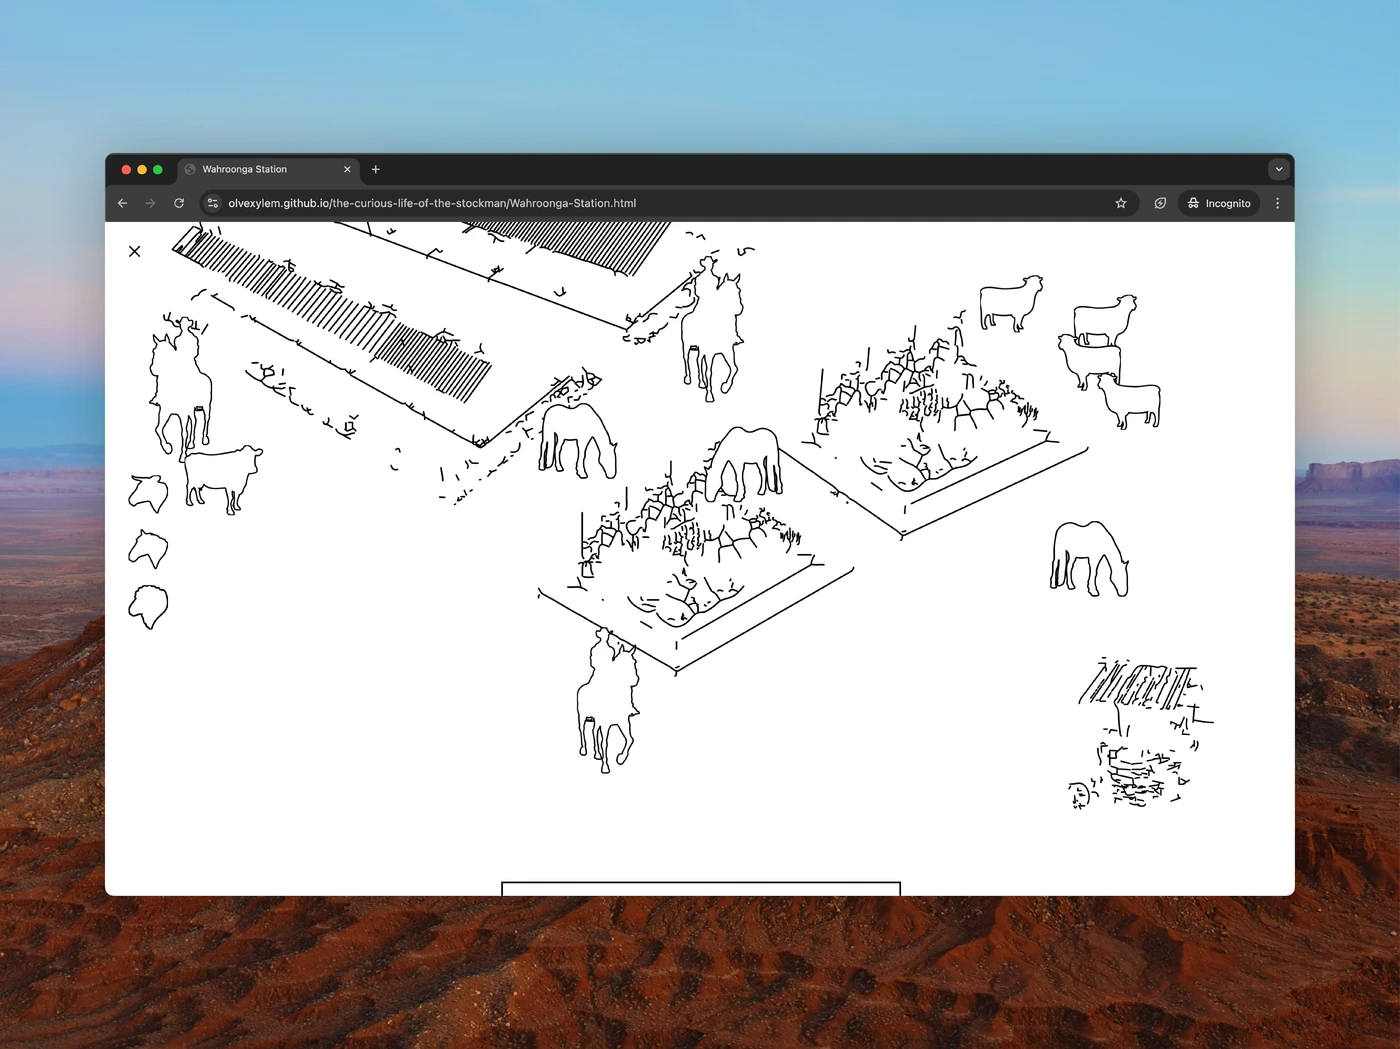 Wahroonga Station
olvexylem.github.io/the-curious-life-of-the-stockman/Wahroonga-Station.html
Incognito